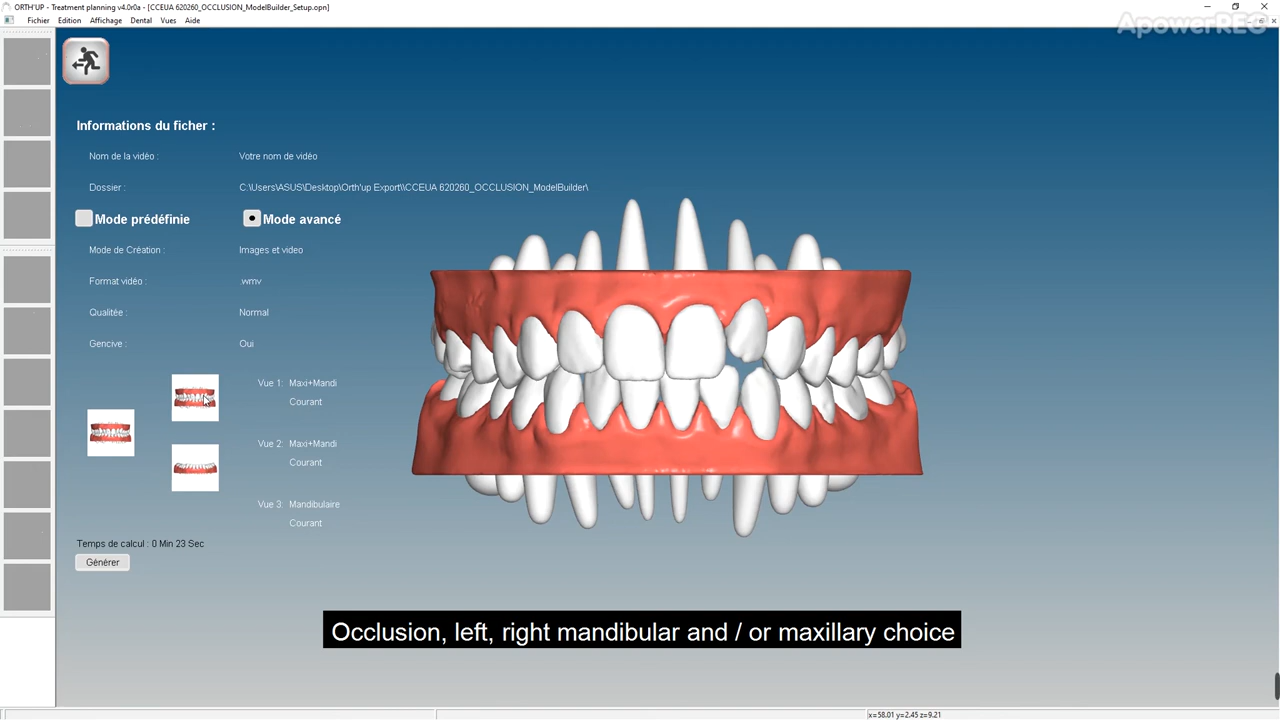 ORTH'UP - Treatment planning v4.0r0a - [CCEUA 620260_OCCLUSION_ModelBuilder_Setup.opn]
Fichier Edition Affichage Dental Vues Aide
ApowerREC
Informations du ficher :
Nom de la vidéo : Votre nom de vidéo
Dossier : C:\Users\ASUS\Desktop\Orth'up Export\\CCEUA 620260_OCCLUSION_ModelBuilder\
Mode prédéfinie Mode avancé
Mode de Création : Images et video
Format vidéo : .wmv
Qualitée : Normal
Gencive : Oui
Vue 1: Maxi+Mandi
Courant
Vue 2: Maxi+Mandi
Courant
Vue 3: Mandibulaire
Courant
Temps de calcul : 0 Min 23 Sec
Générer
Occlusion, left, right mandibular and / or maxillary choice
x=58.01 y=2.45 z=9.21